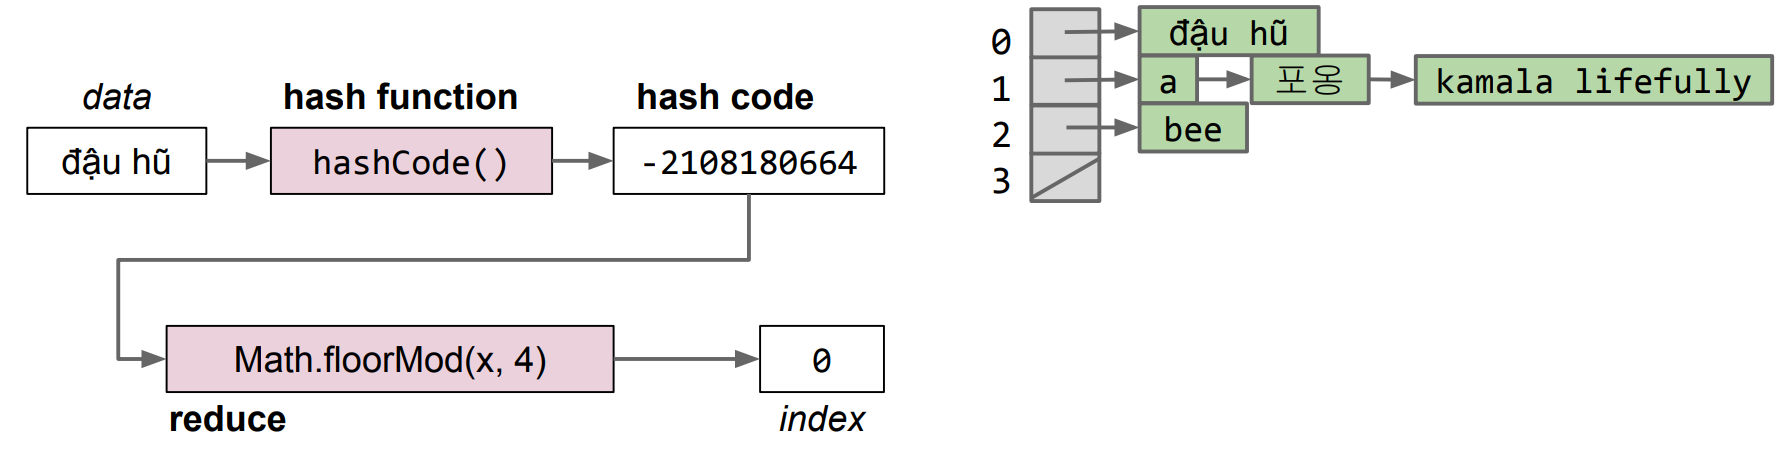 data
hash function
hash code
đậu hũ
hashCode()
-2108180664
Math.floorMod(x, 4)
0
reduce
index
0
đậu hũ
1
a
포옹
kamala lifefully
2
bee
3